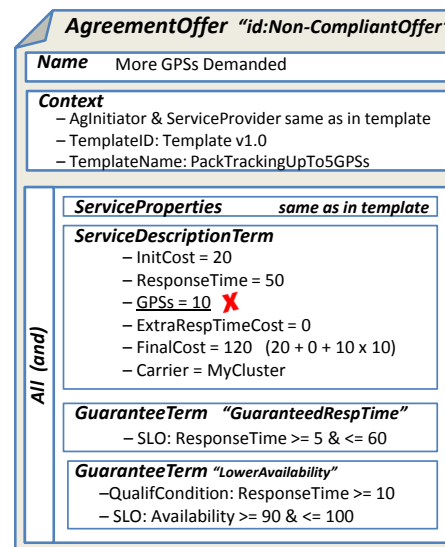 AgreementOffer "id:Non-CompliantOffer"
Name More GPSs Demanded
Context
– AgInitiator & ServiceProvider same as in template
– TemplateID: Template v1.0
– TemplateName: PackTrackingUpTo5GPSs
All (and)
ServiceProperties same as in template
ServiceDescriptionTerm
– InitCost = 20
– ResponseTime = 50
– GPSs = 10 X
– ExtraRespTimeCost = 0
– FinalCost = 120 (20 + 0 + 10 x 10)
– Carrier = MyCluster
GuaranteeTerm "GuaranteedRespTime"
– SLO: ResponseTime >= 5 & <= 60
GuaranteeTerm "LowerAvailability"
–QualifCondition: ResponseTime >= 10
– SLO: Availability >= 90 & <= 100